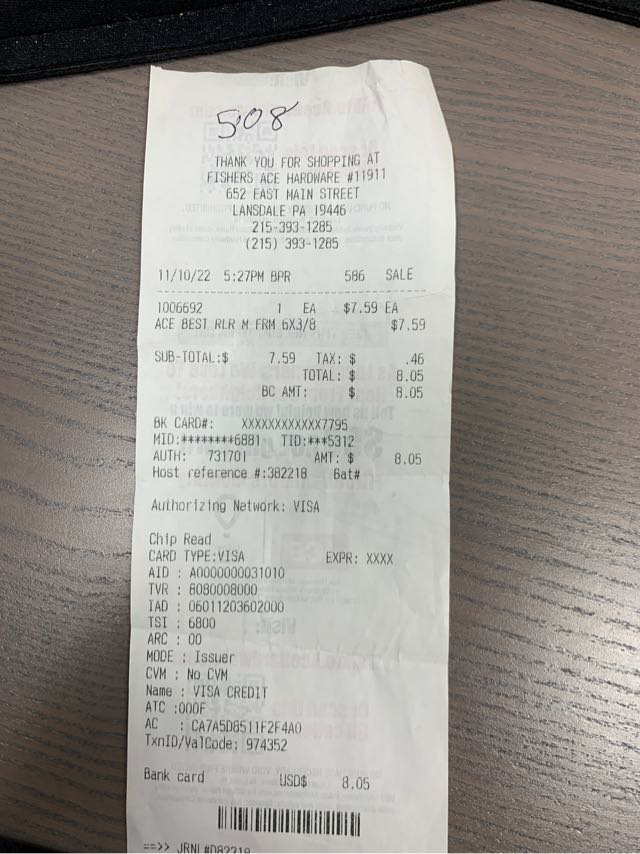 508
THANK YOU FOR SHOPPING AT
FISHERS ACE HARDWARE #11911
652 EAST MAIN STREET
LANSDALE PA 19446
215-393-1285
(215) 393-1285
11/10/22 5:27PM BPR 586 SALE
1006692 1 EA $7.59 EA
ACE BEST RLR M FRM 6X3/8 $7.59
SUB-TOTAL:$ 7.59 TAX: $ .46
TOTAL: $ 8.05
BC AMT: $ 8.05
BK CARD#: XXXXXXXXXXXX7795
MID:********6881 TID:***5312
AUTH: 731701 AMT: $ 8.05
Host reference #:382218 Bat#
Authorizing Network: VISA
Chip Read
CARD TYPE:VISA EXPR: XXXX
AID : A0000000031010
TVR : 8080008000
IAD : 06011203602000
TSI : 6800
ARC : 00
MODE : Issuer
CVM : No CVM
Name : VISA CREDIT
ATC :000F
AC : CA7A5D8511F2F4A0
TxnID/ValCode: 974352
Bank card USD$ 8.05
==>> JRNL#D82218